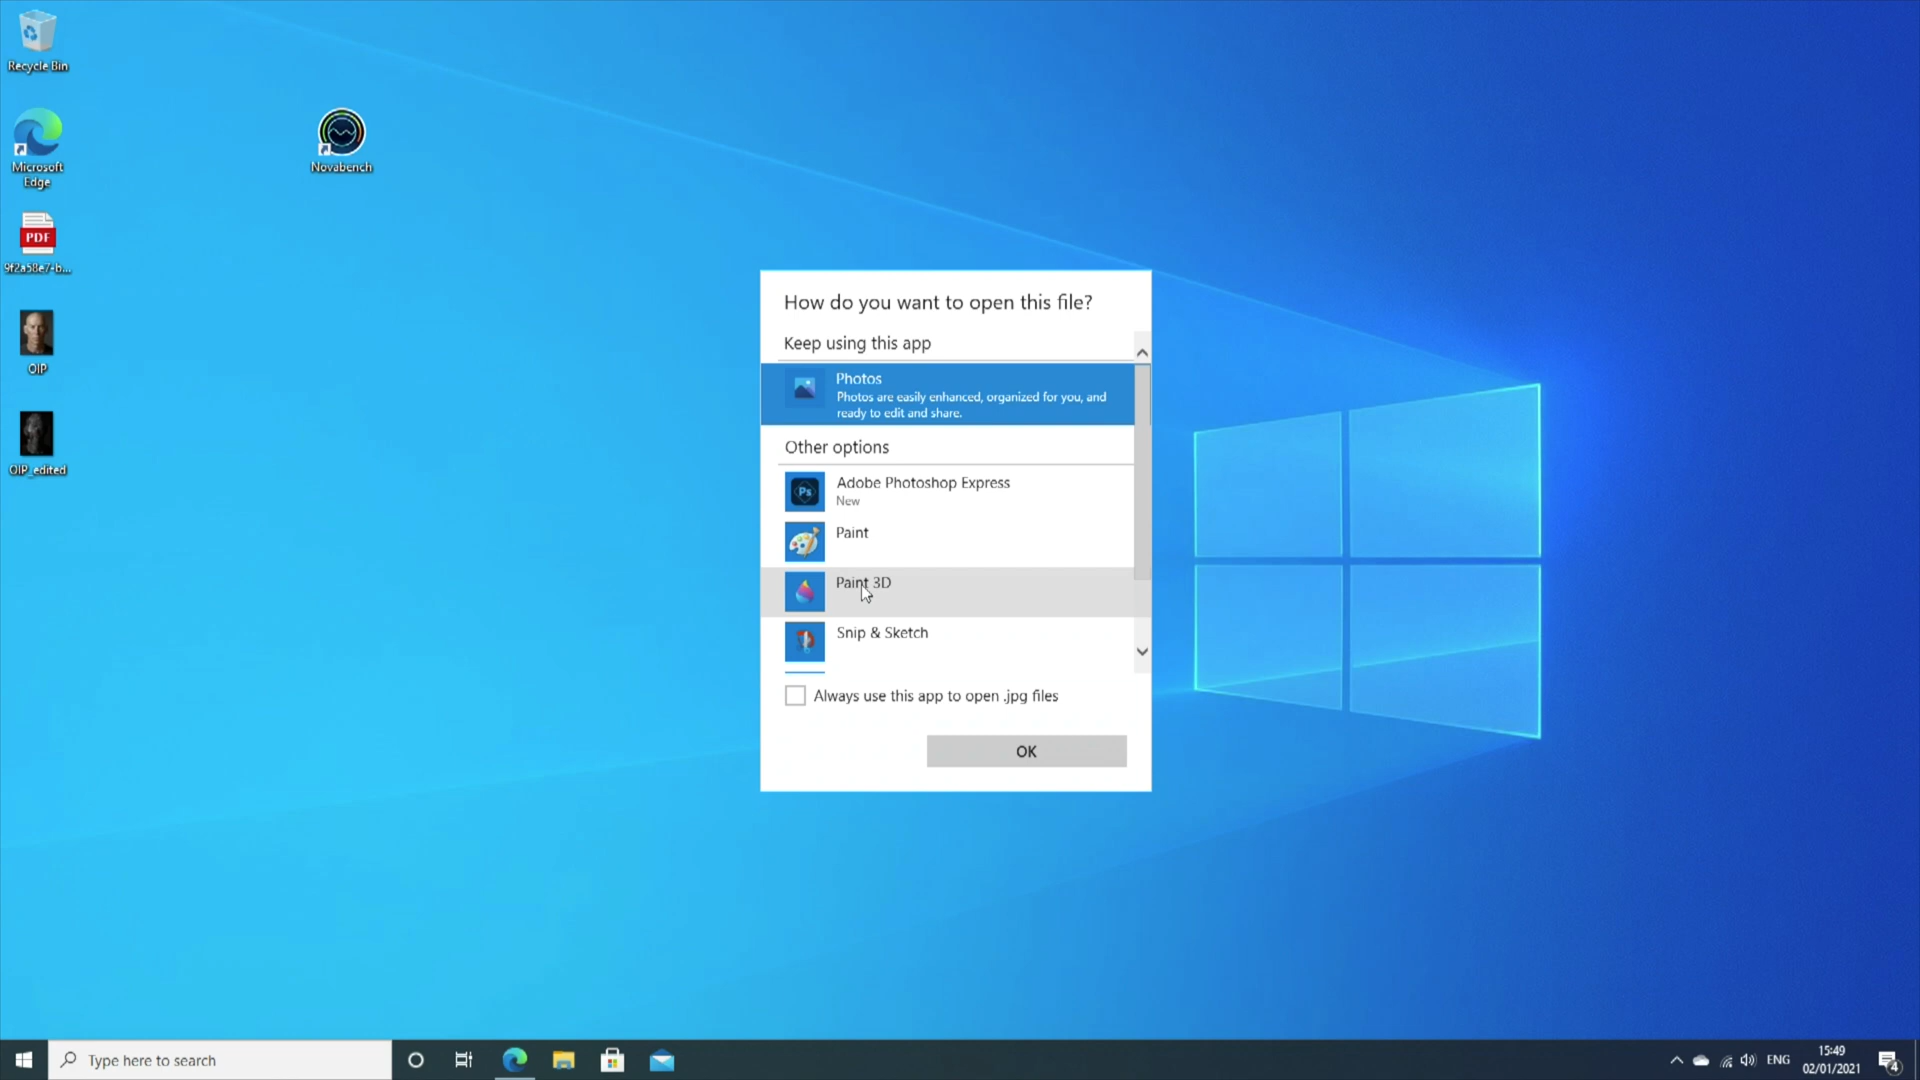 Recycle Bin
Microsoft
Edge
Novabench
PDF
9f2a58e7-b...
OIP
OIP_edited
How do you want to open this file?
Keep using this app
Photos
Photos are easily enhanced, organized for you, and
ready to edit and share.
Other options
Ps
Adobe Photoshop Express
New
Paint
Paint 3D
Snip & Sketch
Always use this app to open .jpg files
OK
Type here to search
ENG
15:49
02/01/2021
4